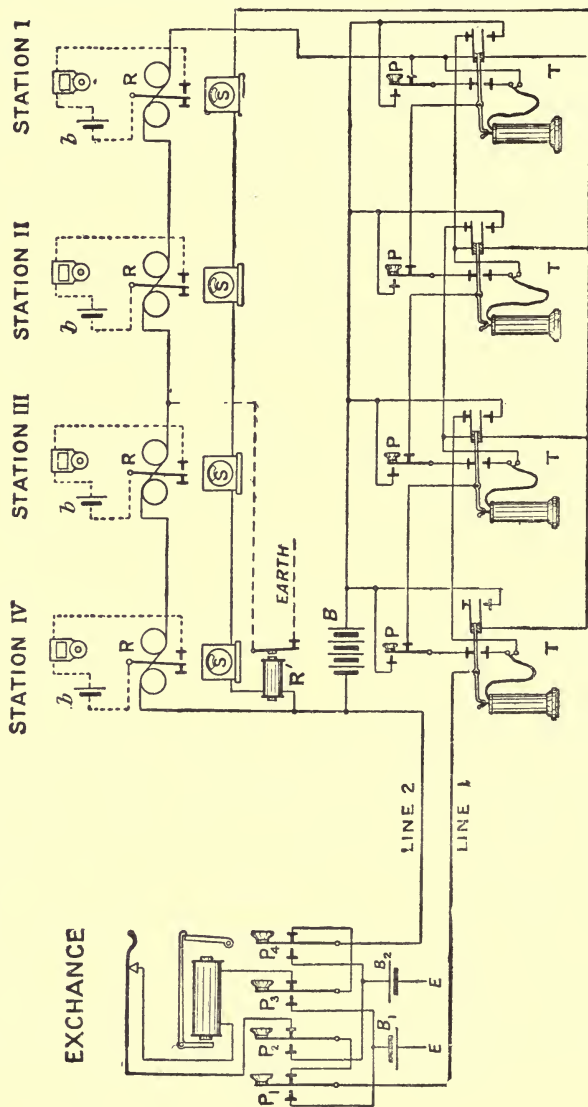 STATION I
STATION II
STATION III
STATION IV
b
R
S
b
R
S
b
R
S
b
R
S
R'
EARTH
B
P
T
P
T
P
T
P
T
LINE 2
LINE 1
EXCHANGE
P1
P2
P3
P4
B1
B2
E
E